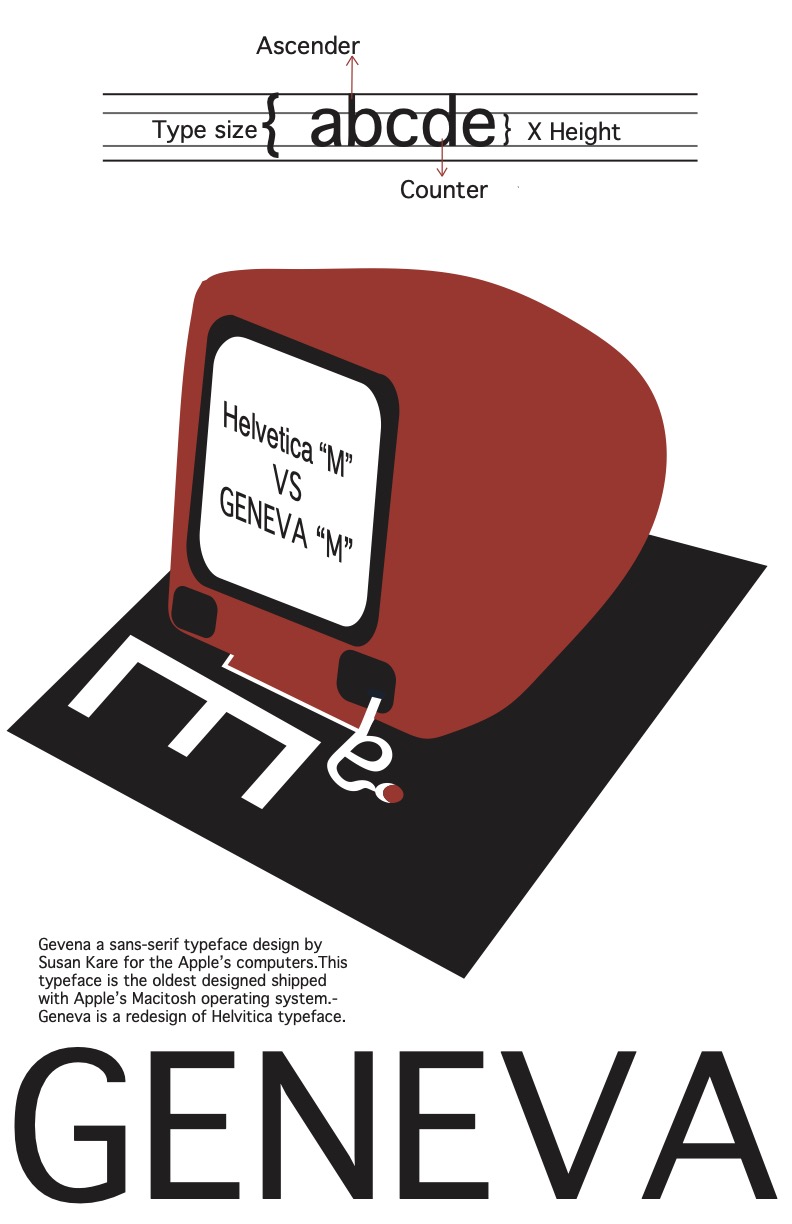 Ascender
Type size { abcde } X Height
Counter
Helvetica “M”
VS
GENEVA “M”
E
e
Gevena a sans-serif typeface design by
Susan Kare for the Apple’s computers.This
typeface is the oldest designed shipped
with Apple’s Macitosh operating system.-
Geneva is a redesign of Helvitica typeface.
GENEVA